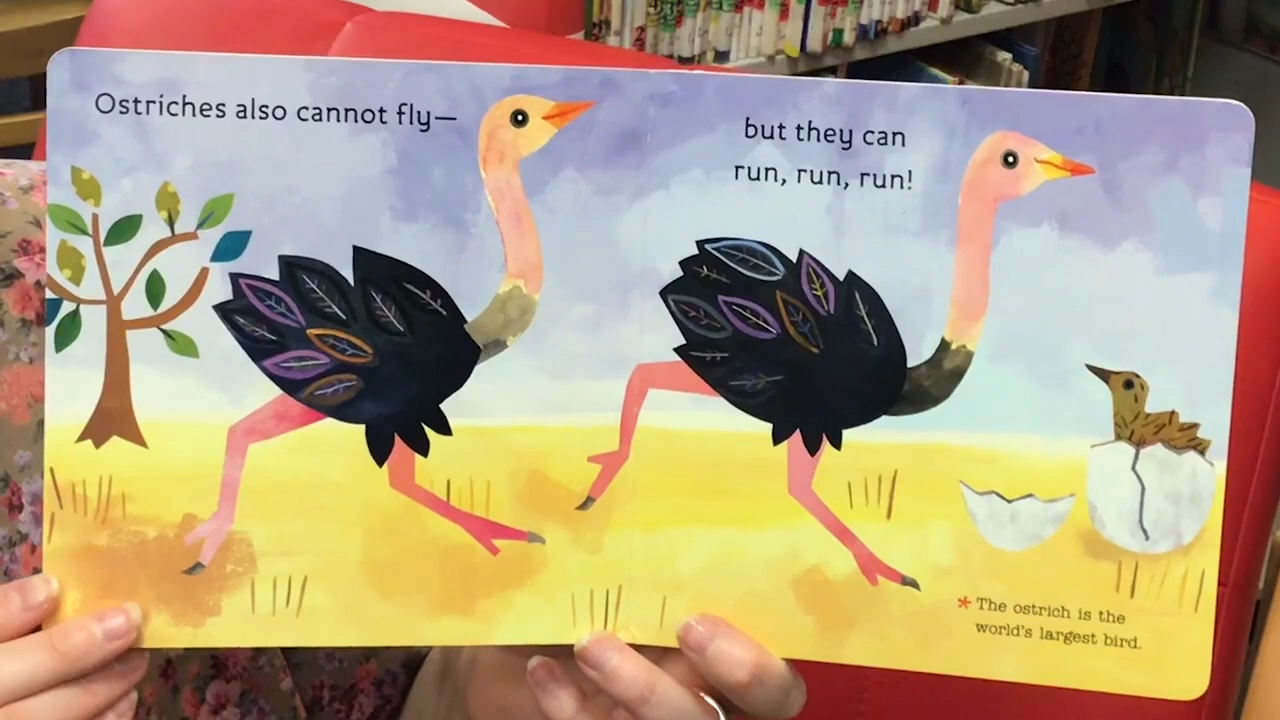 Ostriches also cannot fly—
but they can
run, run, run!
* The ostrich is the
world's largest bird.